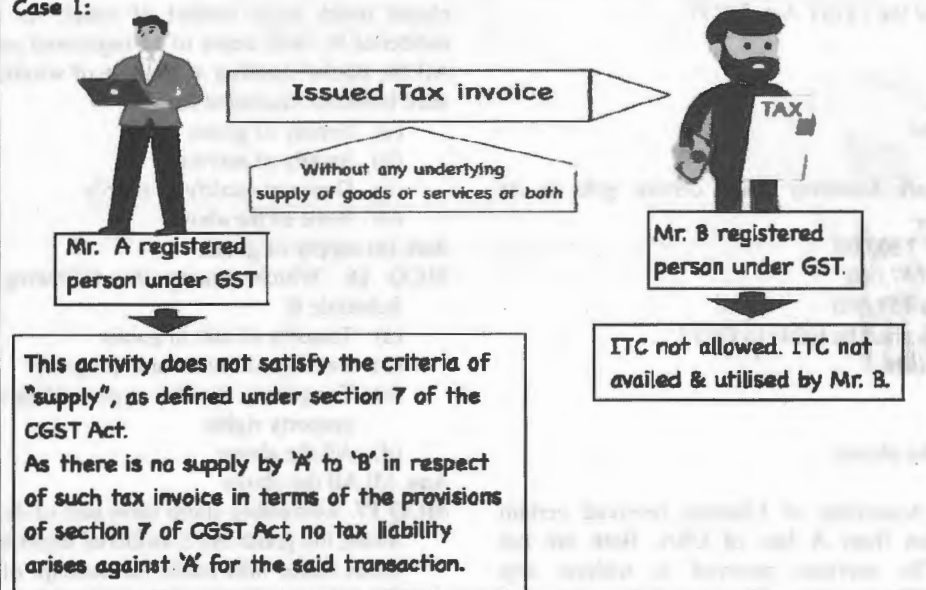 Case I:
Issued Tax invoice
TAX
Without any underlying
supply of goods or services or both
Mr. A registered
person under GST
Mr. B registered
person under GST.
This activity does not satisfy the criteria of
"supply", as defined under section 7 of the
CGST Act.
As there is no supply by 'A' to 'B' in respect
of such tax invoice in terms of the provisions
of section 7 of CGST Act, no tax liability
arises against 'A' for the said transaction.
ITC not allowed. ITC not
availed & utilised by Mr. B.